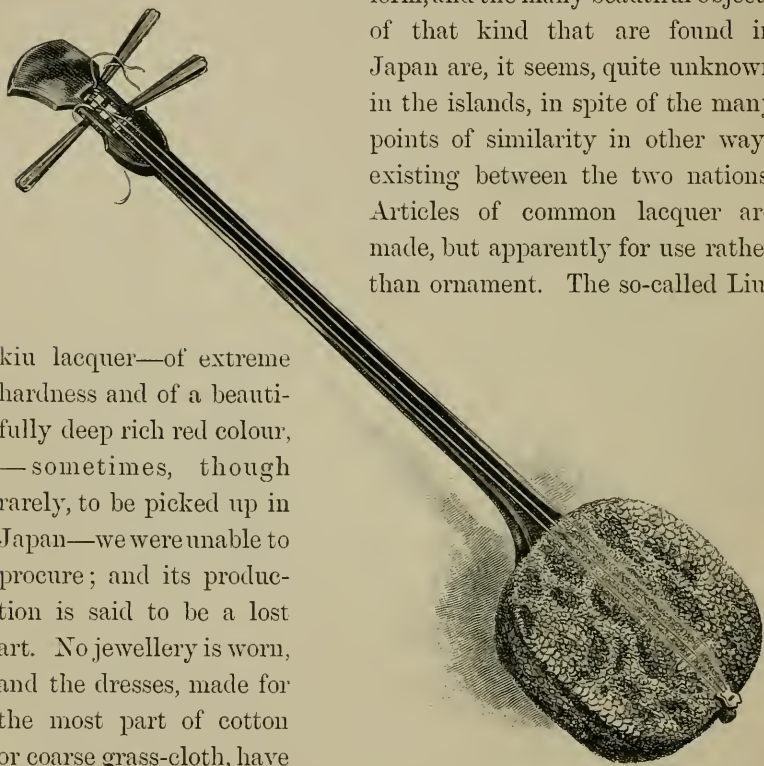 form, and the many beautiful object
of that kind that are found in
Japan are, it seems, quite unknown
in the islands, in spite of the many
points of similarity in other way
existing between the two nations
Articles of common lacquer ar
made, but apparently for use rathe
than ornament. The so-called Liu
kiu lacquer—of extreme
hardness and of a beauti-
fully deep rich red colour,
—sometimes, though
rarely, to be picked up in
Japan—we were unable to
procure; and its produc-
tion is said to be a lost
art. No jewellery is worn,
and the dresses, made for
the most part of cotton
or coarse grass-cloth, have